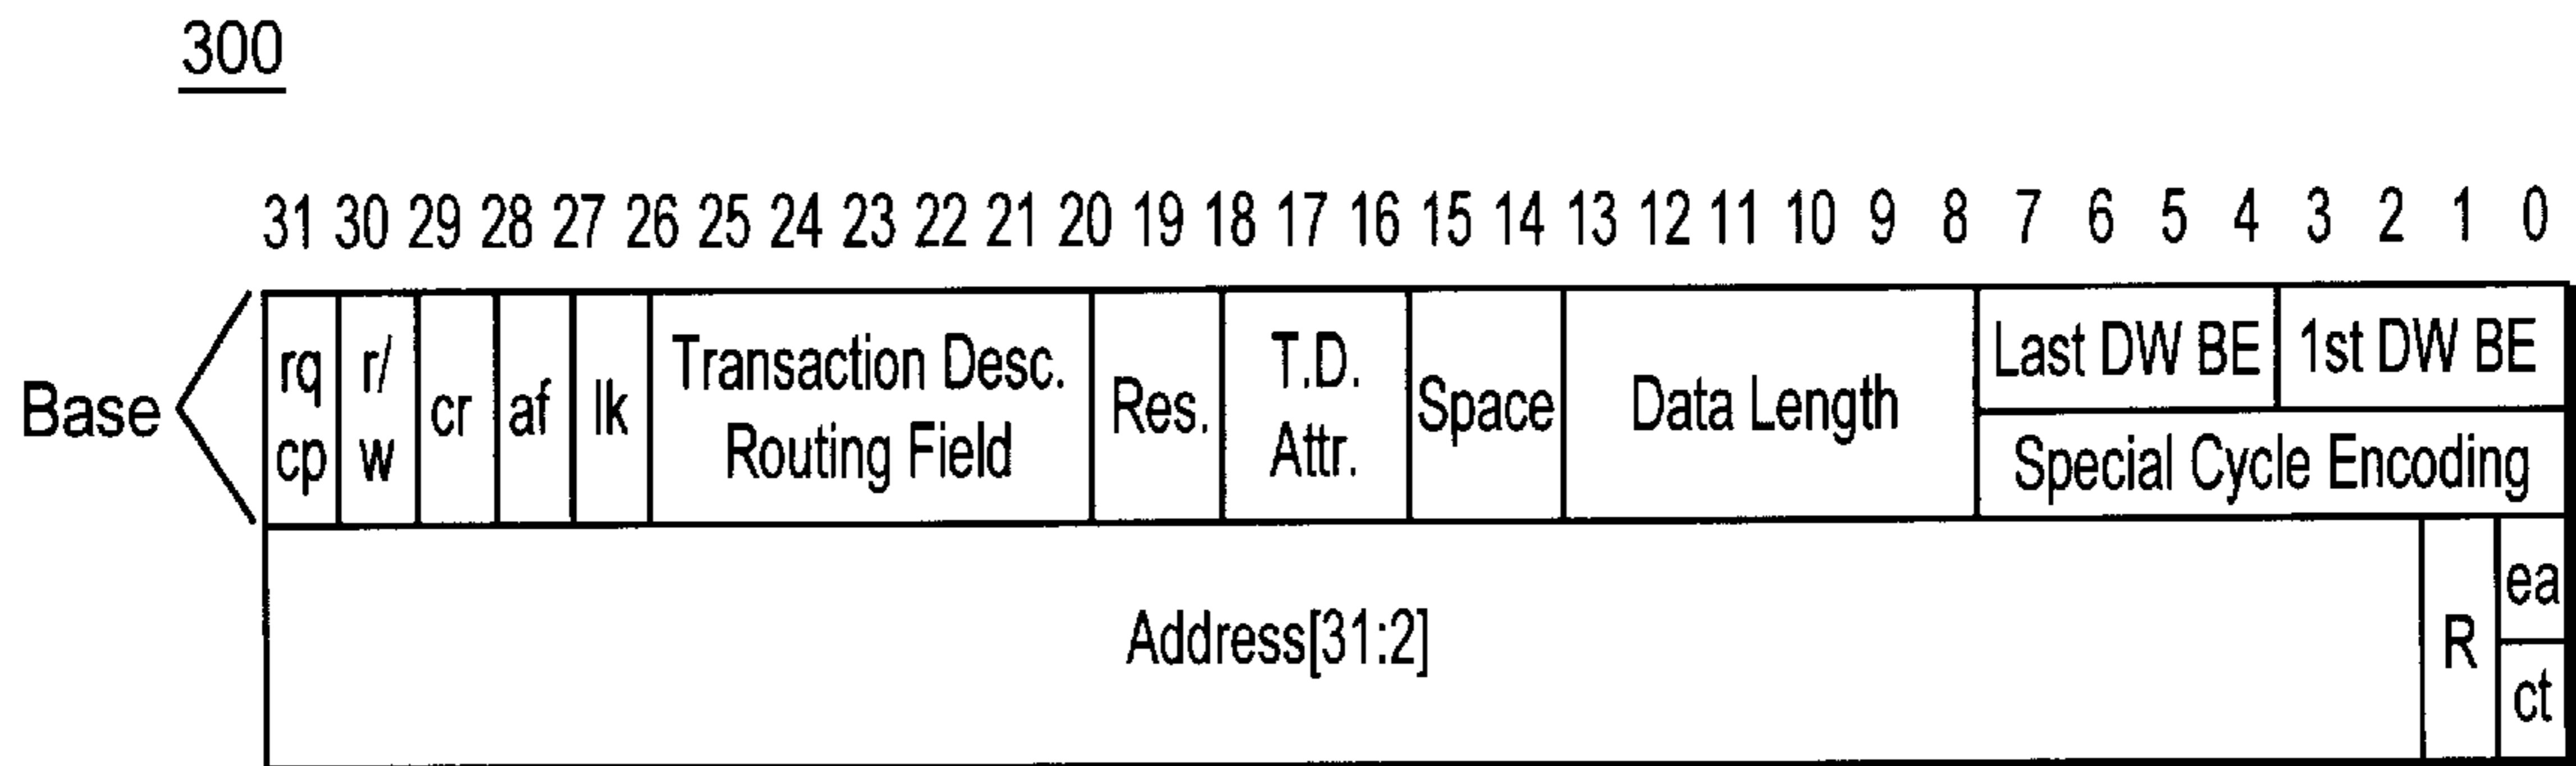 300
31 30 29 28 27 26 25 24 23 22 21 20 19 18 17 16 15 14 13 12 11 10 9 8 7 6 5 4 3 2 1 0
Base
rq
cp
r/
w
cr
af
lk
Transaction Desc.
Routing Field
Res.
T.D.
Attr.
Space
Data Length
Last DW BE
1st DW BE
Special Cycle Encoding
Address[31:2]
R
ea
ct